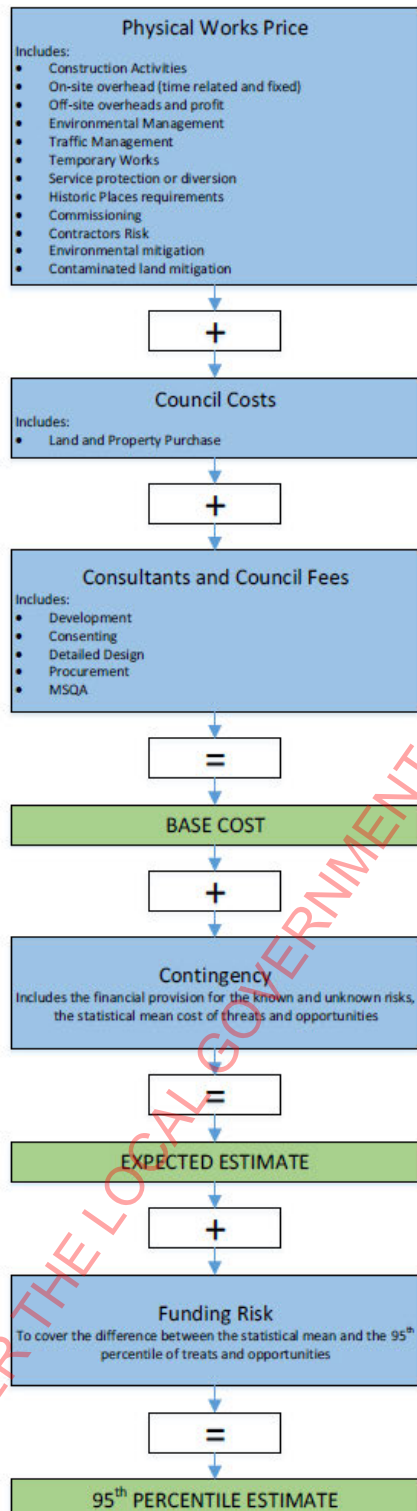 Physical Works Price
Includes:
• Construction Activities
• On-site overhead (time related and fixed)
• Off-site overheads and profit
• Environmental Management
• Traffic Management
• Temporary Works
• Service protection or diversion
• Historic Places requirements
• Commissioning
• Contractors Risk
• Environmental mitigation
• Contaminated land mitigation
+
Council Costs
Includes:
• Land and Property Purchase
+
Consultants and Council Fees
Includes:
• Development
• Consenting
• Detailed Design
• Procurement
• MSQA
=
BASE COST
+
Contingency
Includes the financial provision for the known and unknown risks,
the statistical mean cost of threats and opportunities
=
EXPECTED ESTIMATE
+
Funding Risk
To cover the difference between the statistical mean and the 95th
percentile of treats and opportunities
=
95th PERCENTILE ESTIMATE
THE LOCAL GOVERNMENT